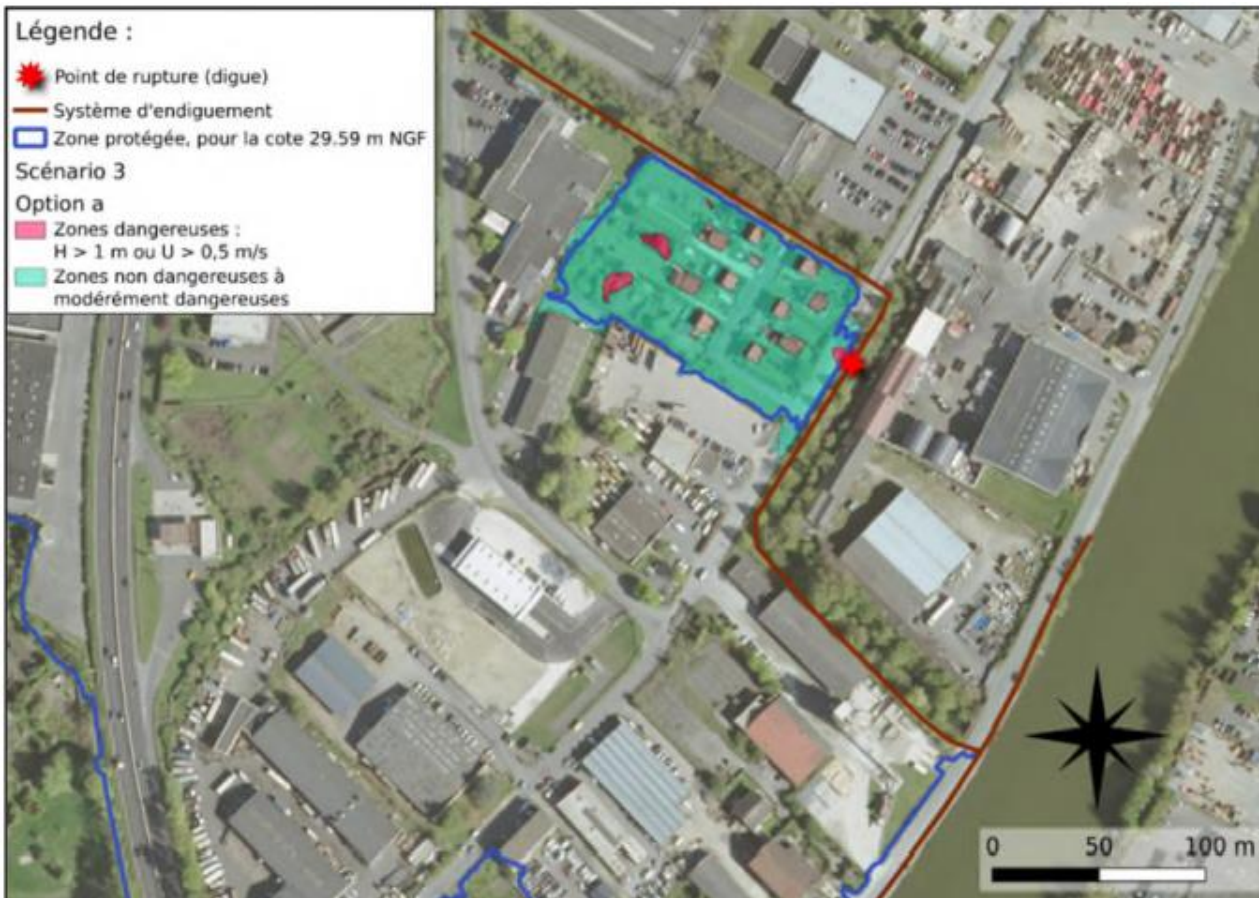 Légende :
Point de rupture (digue)
Système d'endiguement
Zone protégée, pour la cote 29.59 m NGF
Scénario 3
Option a
Zones dangereuses :
H > 1 m ou U > 0,5 m/s
Zones non dangereuses à
modérément dangereuses
0 50 100 m